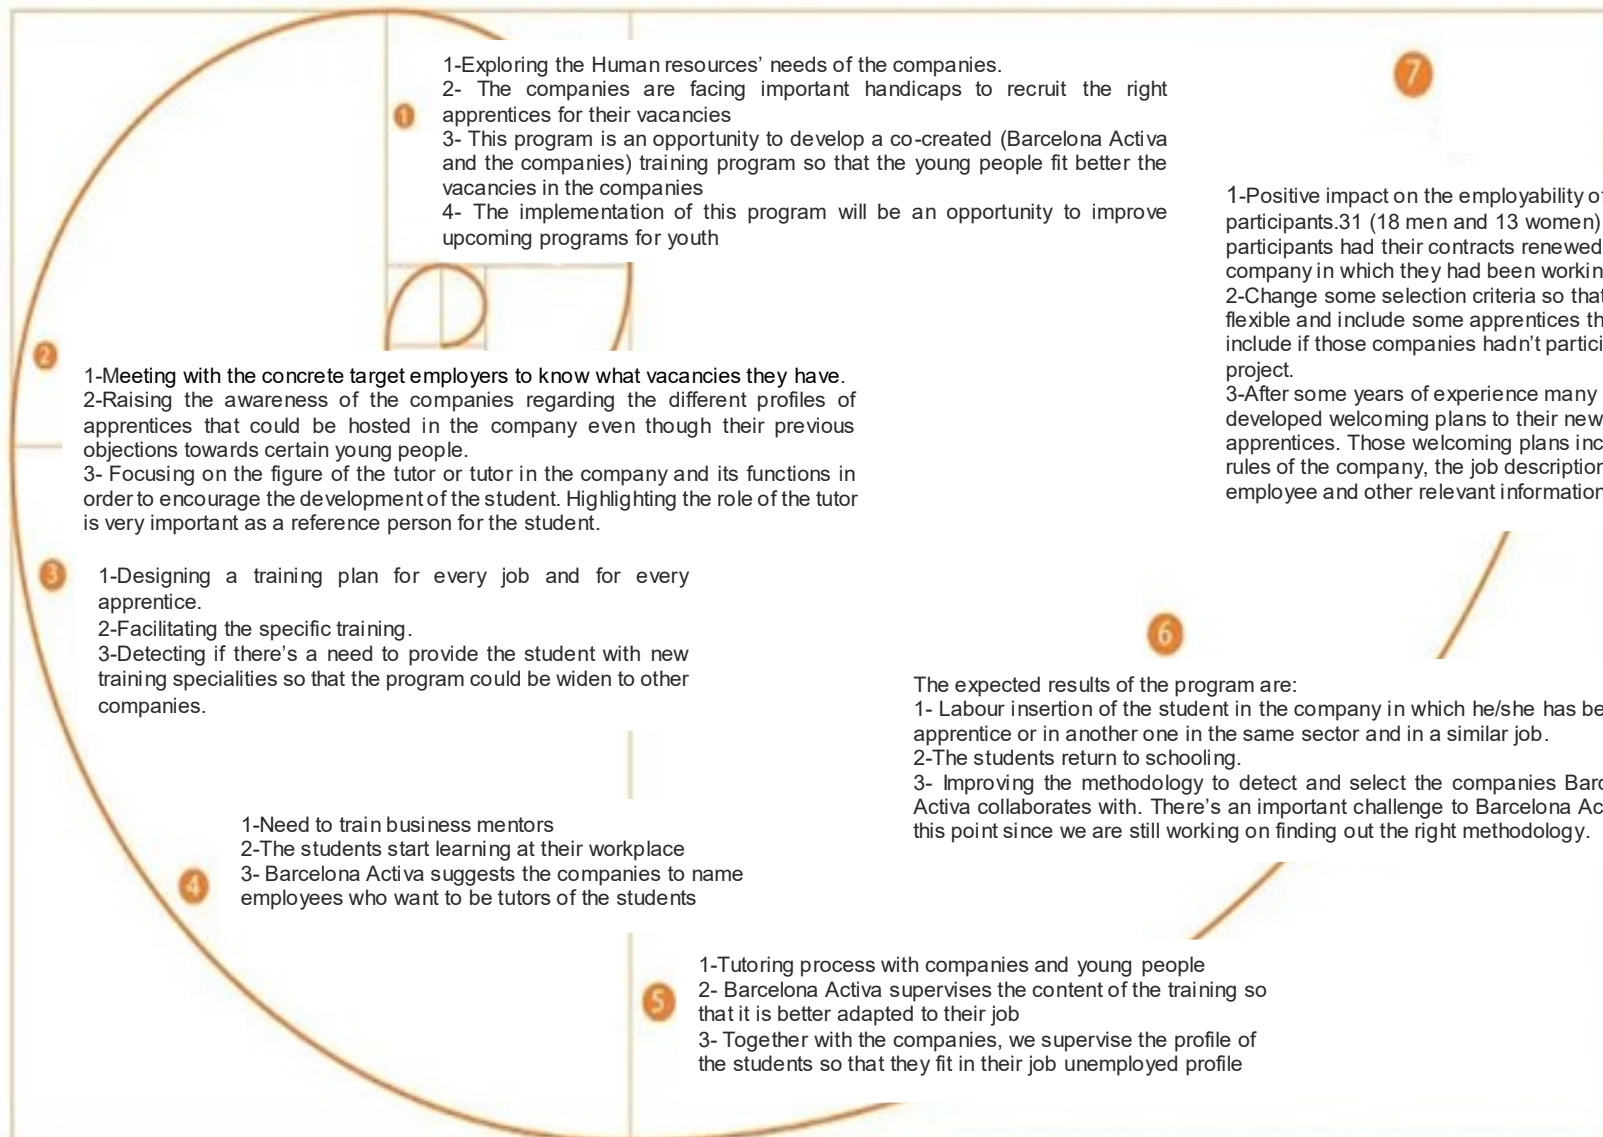 1
1-Exploring the Human resources' needs of the companies.
2- The companies are facing important handicaps to recruit the right
apprentices for their vacancies
3- This program is an opportunity to develop a co-created (Barcelona Activa
and the companies) training program so that the young people fit better the
vacancies in the companies
4- The implementation of this program will be an opportunity to improve
upcoming programs for youth
2
1-Meeting with the concrete target employers to know what vacancies they have.
2-Raising the awareness of the companies regarding the different profiles of
apprentices that could be hosted in the company even though their previous
objections towards certain young people.
3- Focusing on the figure of the tutor or tutor in the company and its functions in
order to encourage the development of the student. Highlighting the role of the tutor
is very important as a reference person for the student.
3
1-Designing a training plan for every job and for every
apprentice.
2-Facilitating the specific training.
3-Detecting if there's a need to provide the student with new
training specialities so that the program could be widen to other
companies.
4
1-Need to train business mentors
2-The students start learning at their workplace
3- Barcelona Activa suggests the companies to name
employees who want to be tutors of the students
5
1-Tutoring process with companies and young people
2- Barcelona Activa supervises the content of the training so
that it is better adapted to their job
3- Together with the companies, we supervise the profile of
the students so that they fit in their job unemployed profile
6
The expected results of the program are:
1- Labour insertion of the student in the company in which he/she has be
apprentice or in another one in the same sector and in a similar job.
2-The students return to schooling.
3- Improving the methodology to detect and select the companies Barc
Activa collaborates with. There's an important challenge to Barcelona Ac
this point since we are still working on finding out the right methodology.
7
1-Positive impact on the employability of
participants.31 (18 men and 13 women)
participants had their contracts renewed
company in which they had been workin
2-Change some selection criteria so that
flexible and include some apprentices th
include if those companies hadn't partici
project.
3-After some years of experience many
developed welcoming plans to their new
apprentices. Those welcoming plans inc
rules of the company, the job description
employee and other relevant information